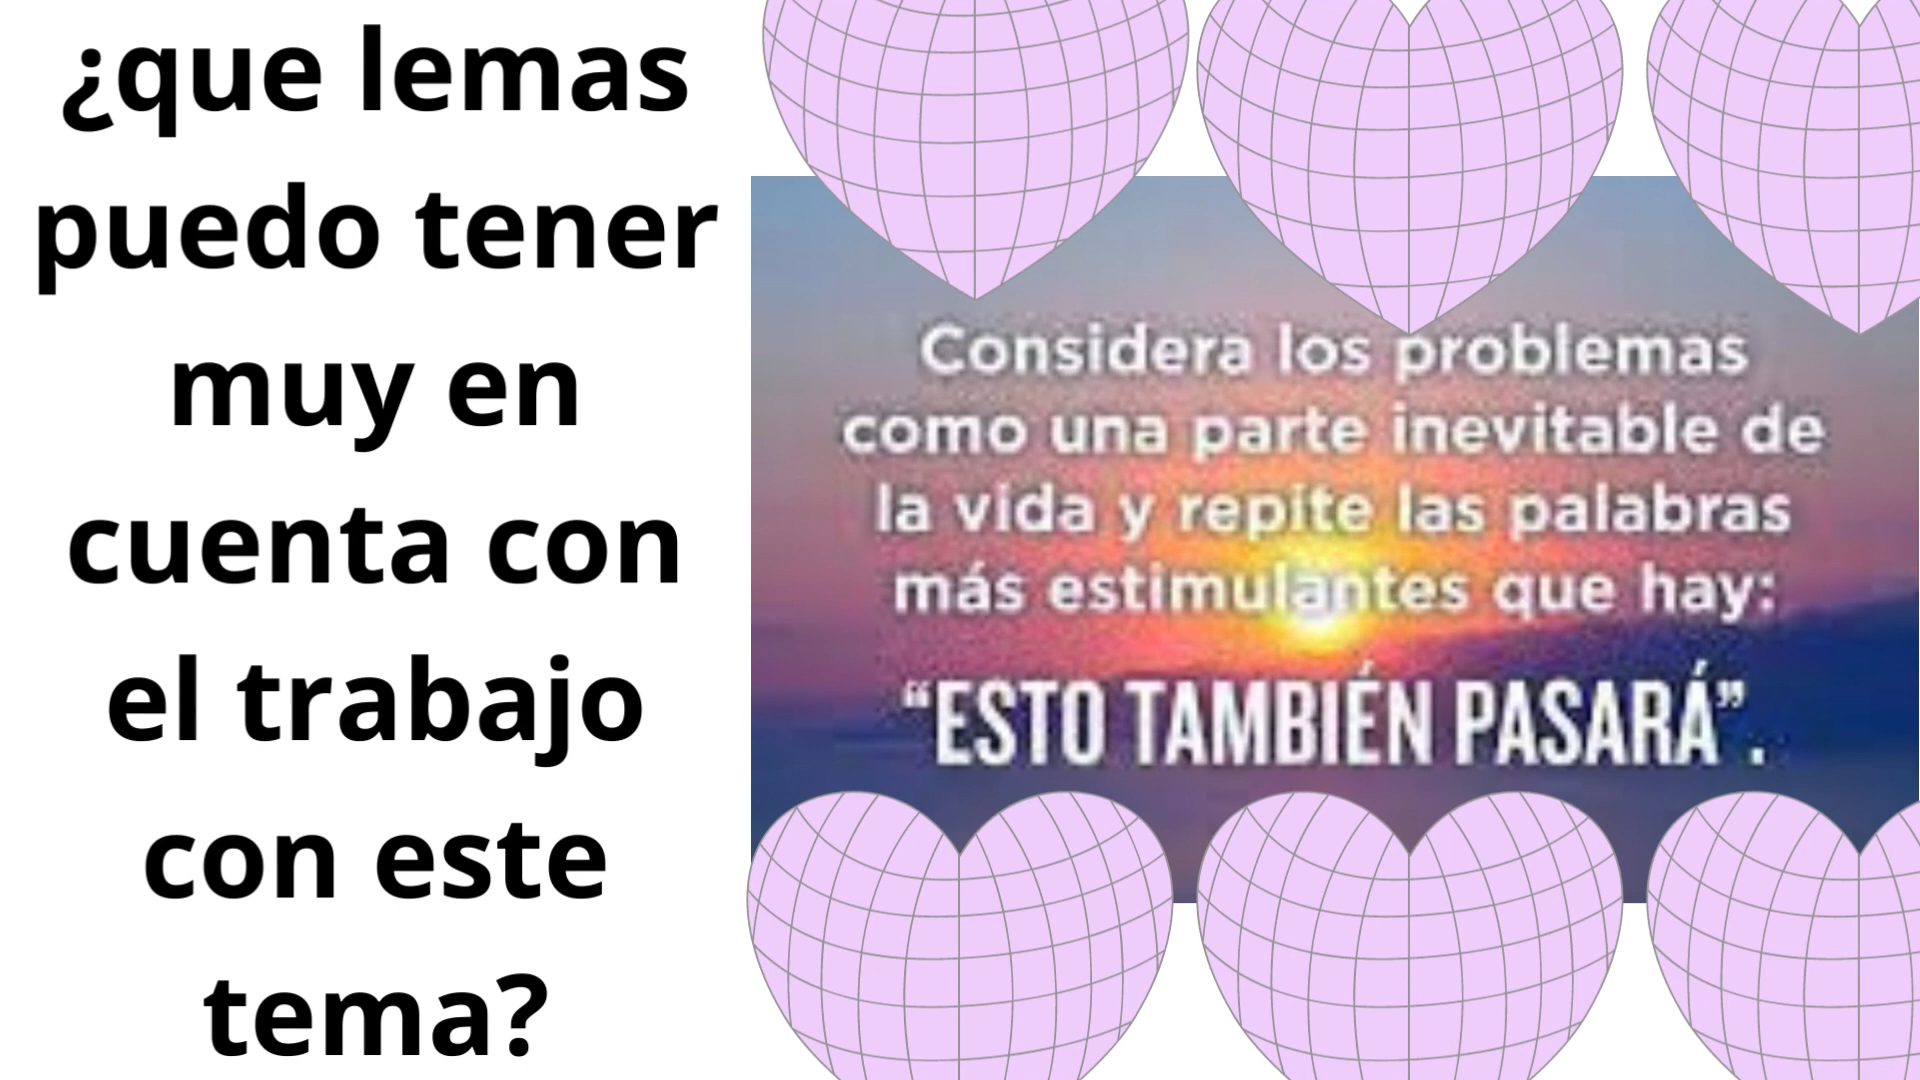 ¿que lemas
puedo tener
muy en
cuenta con
el trabajo
con este
tema?
Considera los problemas
como una parte inevitable de
la vida y repite las palabras
más estimulantes que hay:
“ESTO TAMBIÉN PASARÁ”.